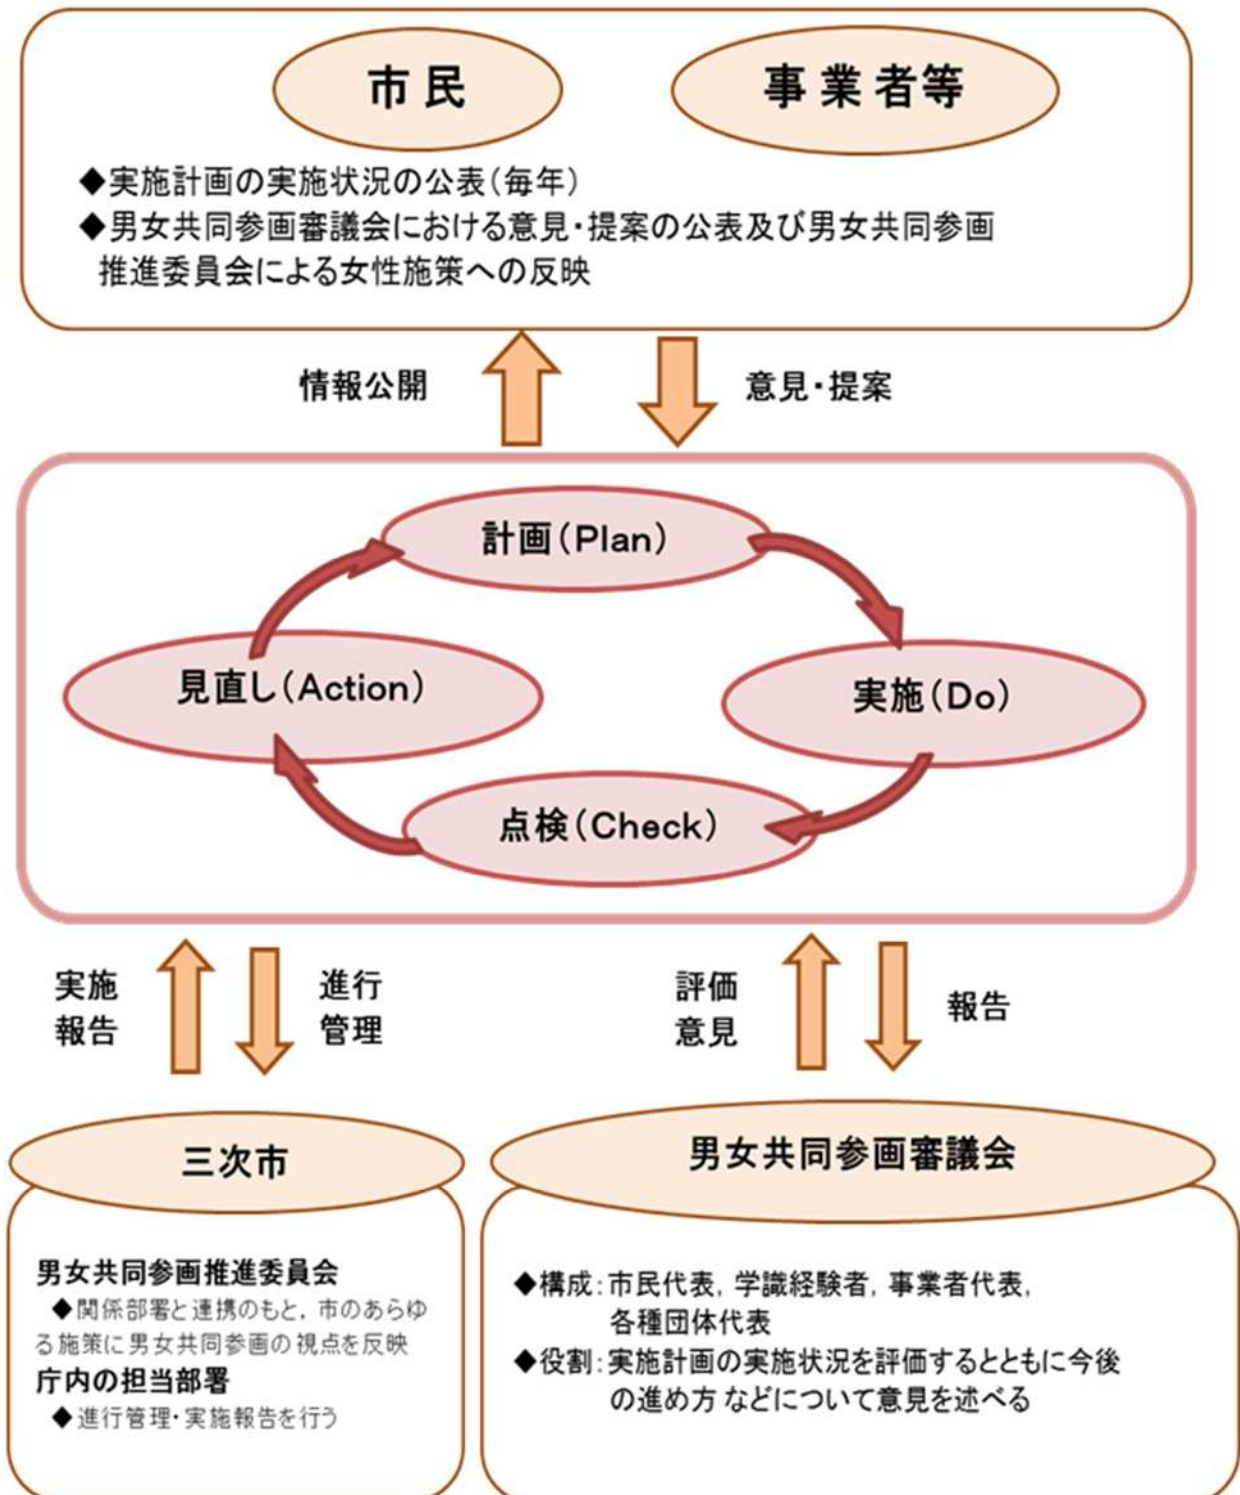 市民
事業者等
◆実施計画の実施状況の公表（毎年）
◆男女共同参画審議会における意見・提案の公表及び男女共同参画
推進委員会による女性施策への反映
情報公開
意見・提案
計画（Plan）
見直し（Action）
実施（Do）
点検（Check）
実施
報告
進行
管理
評価
意見
報告
三次市
男女共同参画推進委員会
◆関係部署と連携のもと，市のあらゆ
る施策に男女共同参画の視点を反映
庁内の担当部署
◆進行管理・実施報告を行う
男女共同参画審議会
◆構成：市民代表，学識経験者，事業者代表，
各種団体代表
◆役割：実施計画の実施状況を評価するとともに今後
の進め方などについて意見を述べる